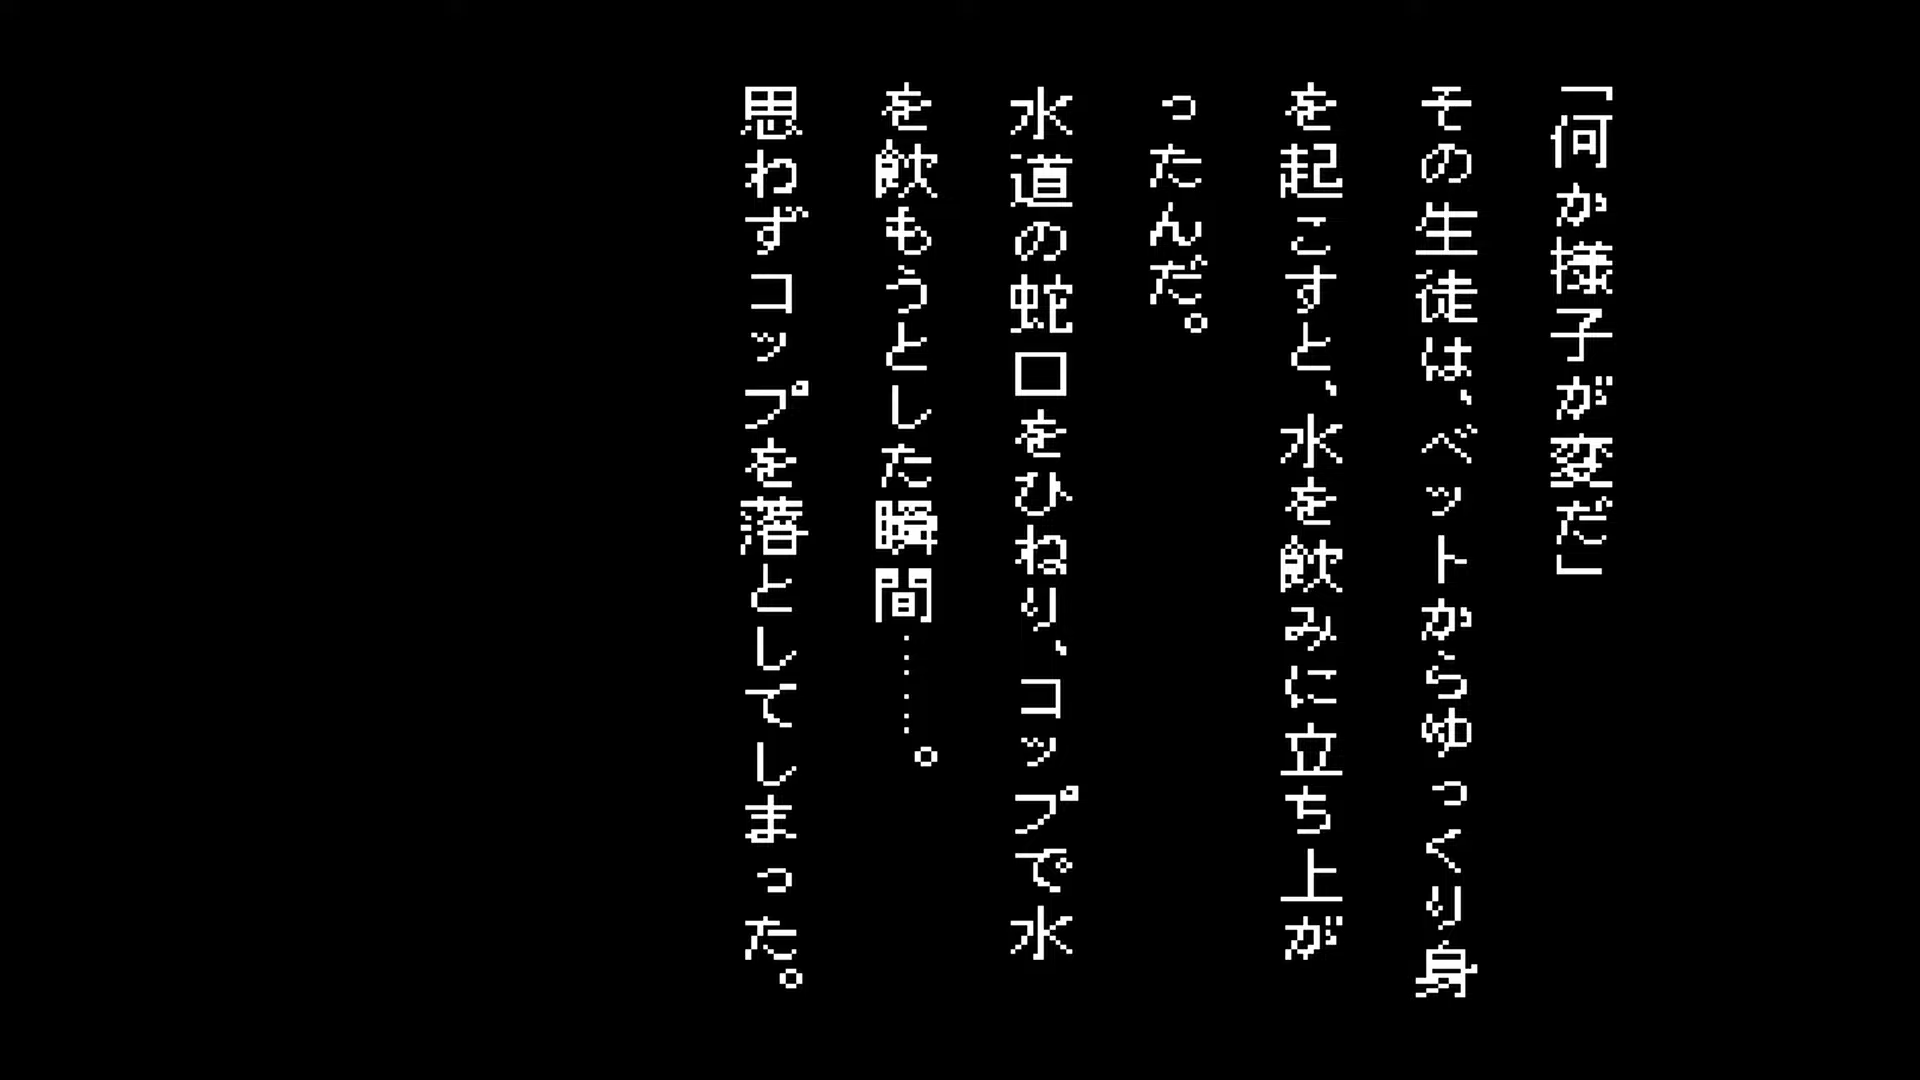 「何か様子が変だ」
その生徒は、ベットからゆっくり身
を起こすと、水を飲みに立ち上が
ったんだ。
水道の蛇口をひねり、コップで水
を飲もうとした瞬間……。
思わずコップを落としてしまった。